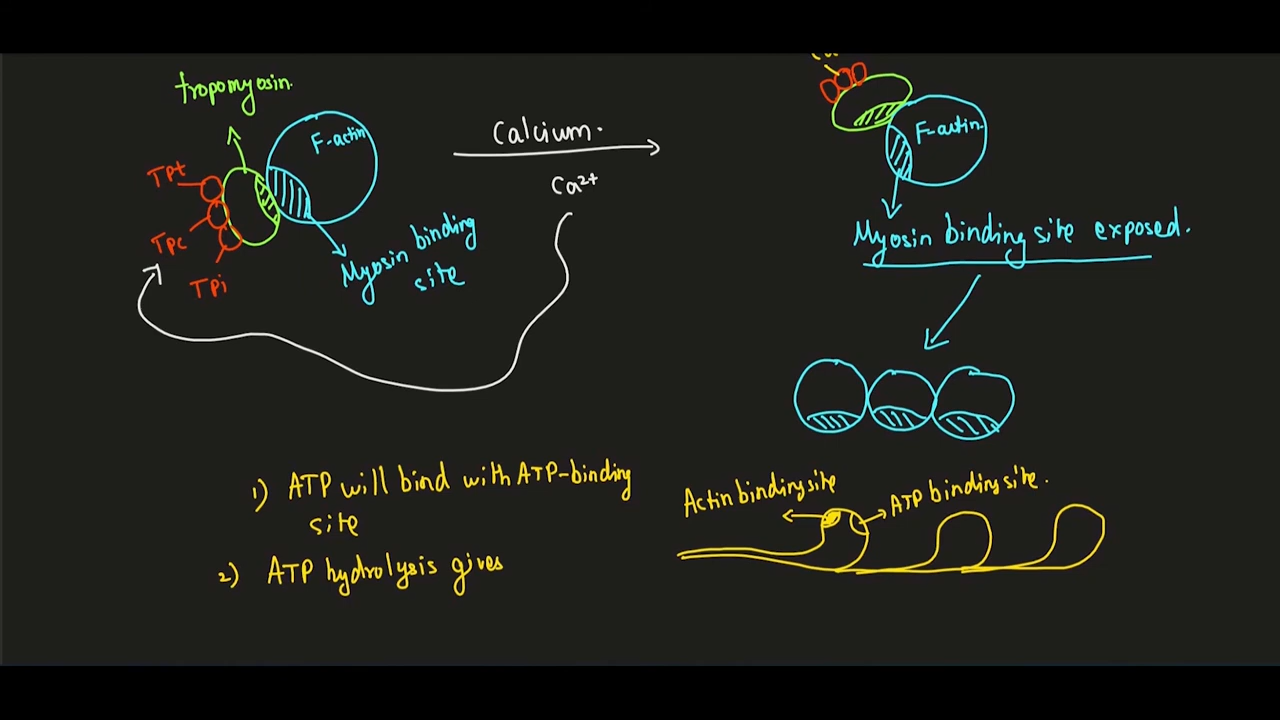 tropomyosin.
F-actin
Tpt
Tpc
Tpi
Myosin binding
site
Calcium.
Ca2+
F-actin.
Myosin binding site exposed.
1) ATP will bind with ATP-binding
site
2) ATP hydrolysis gives
Actin binding site
ATP binding site.